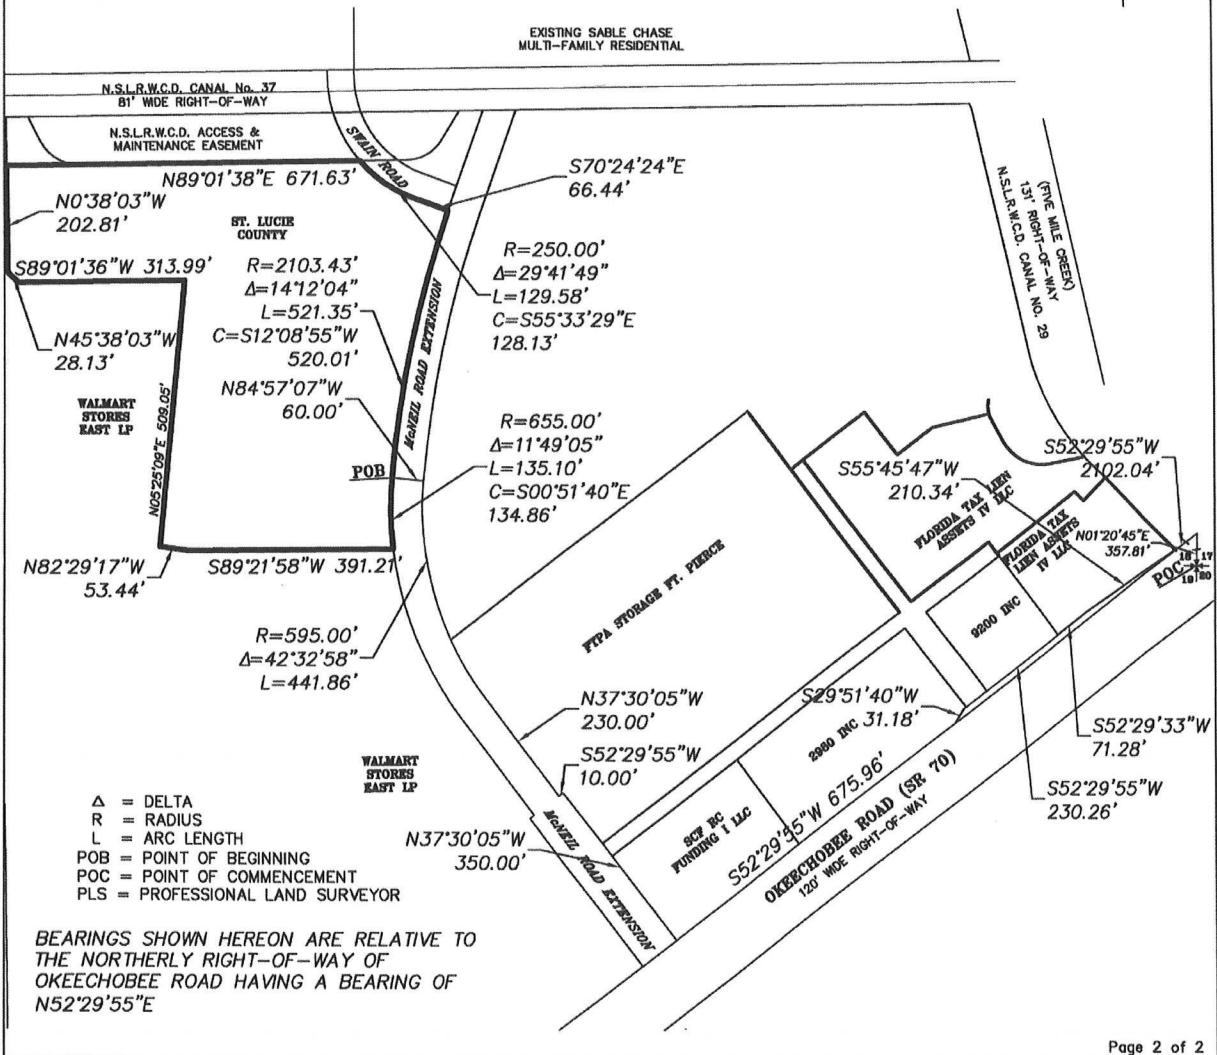 EXISTING SABLE CHASE
MULTI-FAMILY RESIDENTIAL
N.S.L.R.W.C.D. CANAL No. 37
81' WIDE RIGHT-OF-WAY
N.S.L.R.W.C.D. ACCESS &
MAINTENANCE EASEMENT
SWAIN ROAD
N89°01'38"E 671.63'
S70°24'24"E
66.44'
N0°38'03"W
202.81'
ST. LUCIE
COUNTY
(FIVE MILE CREEK)
131' RIGHT-OF-WAY
N.S.L.R.W.C.D. CANAL NO. 29
S89°01'36"W 313.99'
R=2103.43'
Δ=14°12'04"
L=521.35'
C=S12°08'55"W
520.01'
R=250.00'
Δ=29°41'49"
L=129.58'
C=S55°33'29"E
128.13'
N45°38'03"W
28.13'
McNEIL ROAD EXTENSION
N84°57'07"W
60.00'
WALMART
STORES
EAST LP
N05°25'09"E 509.05'
R=655.00'
Δ=11°49'05"
L=135.10'
C=S00°51'40"E
134.86'
POB
S52°29'55"W
2102.04'
S55°45'47"W
210.34'
FLORIDA TAX LIEN
ASSETS IV LLC
FLORIDA TAX
LIEN ASSETS
IV LLC
N01°20'45"E
357.81'
18 17
19 20
POC
N82°29'17"W
53.44'
S89°21'58"W 391.21'
FTPA STORAGE FT. PIERCE
9200 INC
R=595.00'
Δ=42°32'58"
L=441.86'
N37°30'05"W
230.00'
S29°51'40"W
31.18'
2980 INC
S52°29'33"W
71.28'
S52°29'55"W
10.00'
S52°29'55"W
230.26'
WALMART
STORES
EAST LP
S52°29'55"W 675.96'
OKEECHOBEE ROAD (SR 70)
120' WIDE RIGHT-OF-WAY
SCF RC
FUNDING I LLC
McNEIL ROAD EXTENSION
N37°30'05"W
350.00'
Δ = DELTA
R = RADIUS
L = ARC LENGTH
POB = POINT OF BEGINNING
POC = POINT OF COMMENCEMENT
PLS = PROFESSIONAL LAND SURVEYOR
BEARINGS SHOWN HEREON ARE RELATIVE TO
THE NORTHERLY RIGHT-OF-WAY OF
OKEECHOBEE ROAD HAVING A BEARING OF
N52°29'55"E
Page 2 of 2